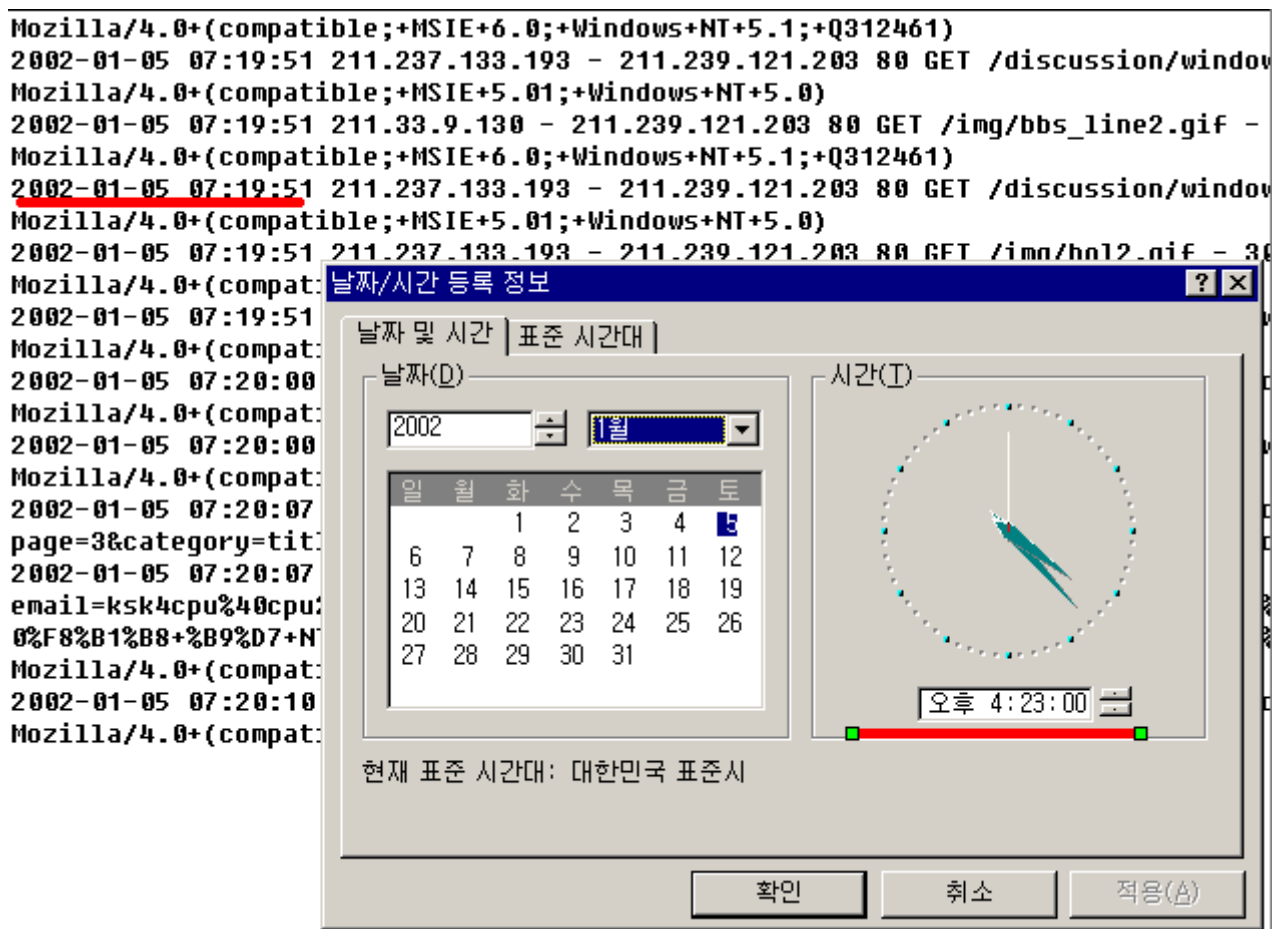 Mozilla/4.0+(compatible;+MSIE+6.0;+Windows+NT+5.1;+Q312461)
2002-01-05 07:19:51 211.237.133.193 - 211.239.121.203 80 GET /discussion/window
Mozilla/4.0+(compatible;+MSIE+5.01;+Windows+NT+5.0)
2002-01-05 07:19:51 211.33.9.130 - 211.239.121.203 80 GET /img/bbs_line2.gif -
Mozilla/4.0+(compatible;+MSIE+6.0;+Windows+NT+5.1;+Q312461)
2002-01-05 07:19:51 211.237.133.193 - 211.239.121.203 80 GET /discussion/window
Mozilla/4.0+(compatible;+MSIE+5.01;+Windows+NT+5.0)
2002-01-05 07:19:51 211.237.133.193 - 211.239.121.203 80 GET /img/bol2.gif - 30
Mozilla/4.0+(compat
2002-01-05 07:19:51
Mozilla/4.0+(compat
2002-01-05 07:20:00
Mozilla/4.0+(compat
2002-01-05 07:20:00
Mozilla/4.0+(compat
2002-01-05 07:20:07
page=3&category=tit
2002-01-05 07:20:07
email=ksk4cpu%40cpu
0%F8%B1%B8+%B9%D7+N
Mozilla/4.0+(compat
2002-01-05 07:20:10
Mozilla/4.0+(compat
날짜/시간 등록 정보
날짜 및 시간 표준 시간대
날짜(D)
2002 1월
일 월 화 수 목 금 토
1 2 3 4 5
6 7 8 9 10 11 12
13 14 15 16 17 18 19
20 21 22 23 24 25 26
27 28 29 30 31
시간(T)
오후 4:23:00
현재 표준 시간대: 대한민국 표준시
확인 취소 적용(A)